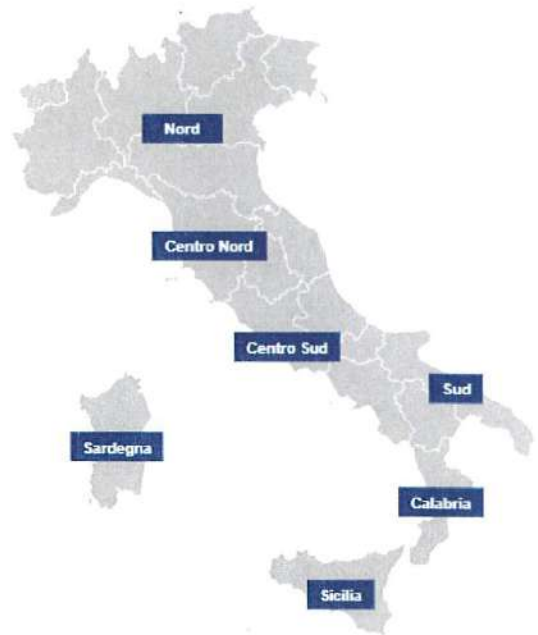 Nord
Centro Nord
Centro Sud
Sud
Sardegna
Calabria
Sicilia